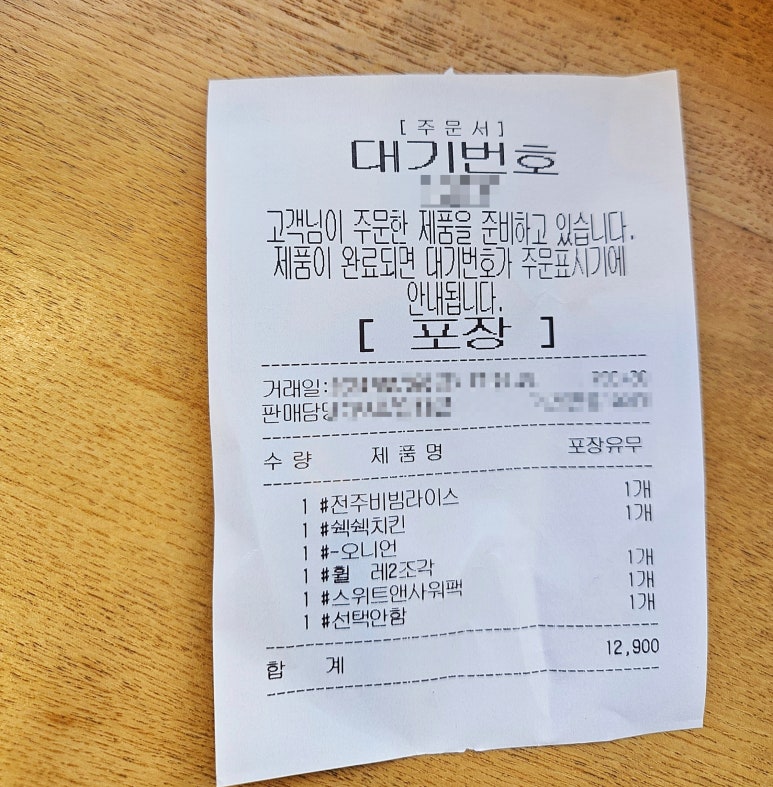 [주문서]
대기번호
고객님이 주문한 제품을 준비하고 있습니다.
제품이 완료되면 대기번호가 주문표시기에
안내됩니다.
[ 포장 ]
거래일:
판매담당
수량 제품명 포장유무
1 #전주비빔라이스 1개
1 #쉑쉑치킨 1개
1 #-오니언
1 #휠 레2조각 1개
1 #스위트앤사워팩 1개
1 #선택안함 1개
합 계 12,900